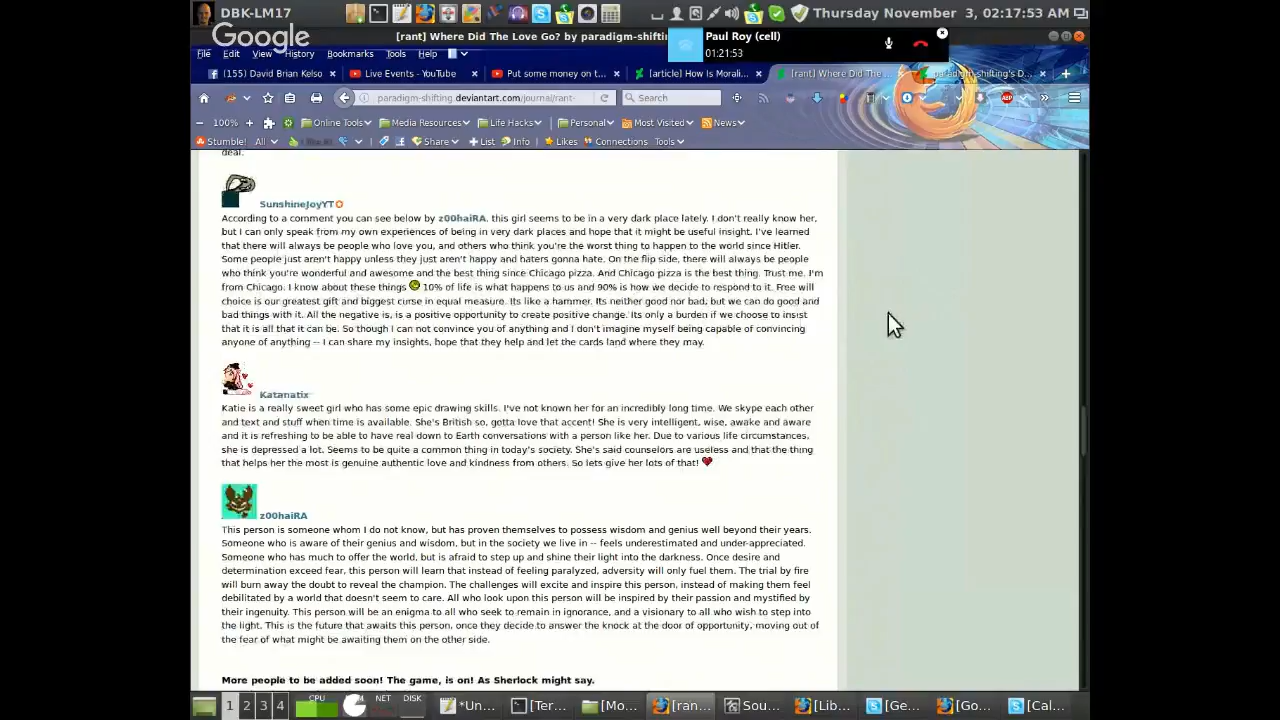 DBK-LM17
Thursday November 3, 02:17:53 AM
Google
[rant] Where Did The Love Go? by paradigm-shiftin
Paul Roy (cell)
01:21:53
File Edit View History Bookmarks Tools Help
(155) David Brian Kelso
Live Events - YouTube
Put some money on t...
[article] How Is Morali...
[rant] Where Did The ...
paradigm-shifting's D...
paradigm-shifting.deviantart.com/journal/rant-
Search
ABP
100%
Online Tools
Media Resources
Life Hacks
Personal
Most Visited
News
Stumble! All
Share
List
Info
Likes
Connections
Tools
deal.
SunshineJoyYT
According to a comment you can see below by z00haiRA, this girl seems to be in a very dark place lately. I don't really know her,
but I can only speak from my own experiences of being in very dark places and hope that it might be useful insight. I've learned
that there will always be people who love you, and others who think you're the worst thing to happen to the world since Hitler.
Some people just aren't happy unless they just aren't happy and haters gonna hate. On the flip side, there will always be people
who think you're wonderful and awesome and the best thing since Chicago pizza. And Chicago pizza is the best thing. Trust me. I'm
from Chicago. I know about these things 10% of life is what happens to us and 90% is how we decide to respond to it. Free will
choice is our greatest gift and biggest curse in equal measure. Its like a hammer. Its neither good nor bad, but we can do good and
bad things with it. All the negative is, is a positive opportunity to create positive change. Its only a burden if we choose to insist
that it is all that it can be. So though I can not convince you of anything and I don't imagine myself being capable of convincing
anyone of anything -- I can share my insights, hope that they help and let the cards land where they may.
Katanatix
Katie is a really sweet girl who has some epic drawing skills. I've not known her for an incredibly long time. We skype each other
and text and stuff when time is available. She's British so, gotta love that accent! She is very intelligent, wise, awake and aware
and it is refreshing to be able to have real down to Earth conversations with a person like her. Due to various life circumstances,
she is depressed a lot. Seems to be quite a common thing in today's society. She's said counselors are useless and that the thing
that helps her the most is genuine authentic love and kindness from others. So lets give her lots of that!
z00haiRA
This person is someone whom I do not know, but has proven themselves to possess wisdom and genius well beyond their years.
Someone who is aware of their genius and wisdom, but in the society we live in -- feels underestimated and under-appreciated.
Someone who has much to offer the world, but is afraid to step up and shine their light into the darkness. Once desire and
determination exceed fear, this person will learn that instead of feeling paralyzed, adversity will only fuel them. The trial by fire
will burn away the doubt to reveal the champion. The challenges will excite and inspire this person, instead of making them feel
debilitated by a world that doesn't seem to care. All who look upon this person will be inspired by their passion and mystified by
their ingenuity. This person will be an enigma to all who seek to remain in ignorance, and a visionary to all who wish to step into
the light. This is the future that awaits this person, once they decide to answer the knock at the door of opportunity, moving out of
the fear of what might be awaiting them on the other side.
More people to be added soon! The game, is on! As Sherlock might say.
1 2 3 4
CPU
NET
DISK
*Un...
[Ter...
[Mo...
[ran...
Sou...
[Lib...
[Ge...
[Go...
[Cal...